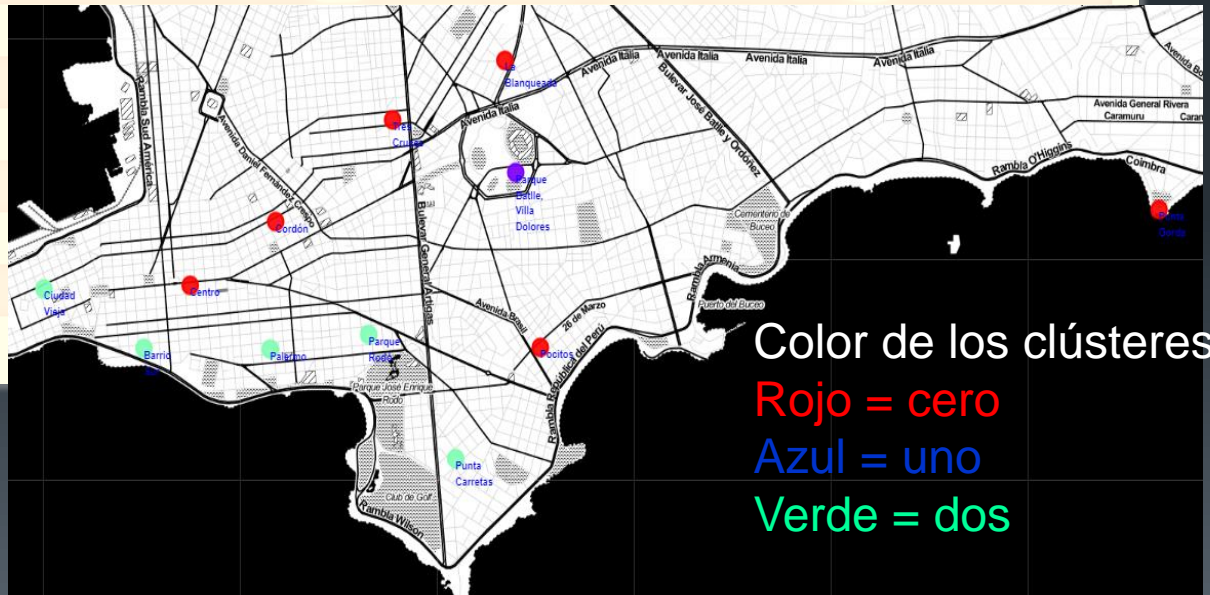 La
Blanqueada
Avenida Italia
Avenida Italia
Avenida Italia
Avenida Italia
Avenida Italia
Bulevar José Batlle y Ordóñez
Avenida General Rivera
Caramuru
Rambla Sud América
Avenida Daniel Fernández Crespo
Tres
Parque
Batlle,
Villa
Dolores
Rambla O'Higgins
Coimbra
Punta
Gorda
Cordón
Cementerio de
Buceo
Bulevar General Artigas
Rambla Armenia
Ciudad
Vieja
Centro
Puerto del Buceo
Avenida Brasil
26 de Marzo
Rambla República del Perú
Barrio
Palermo
Parque
Rodó
Pocitos
Parque José Enrique
Rodó
Punta
Carretas
Club de Golf
Rambla Wilson
Color de los clústeres
Rojo = cero
Azul = uno
Verde = dos